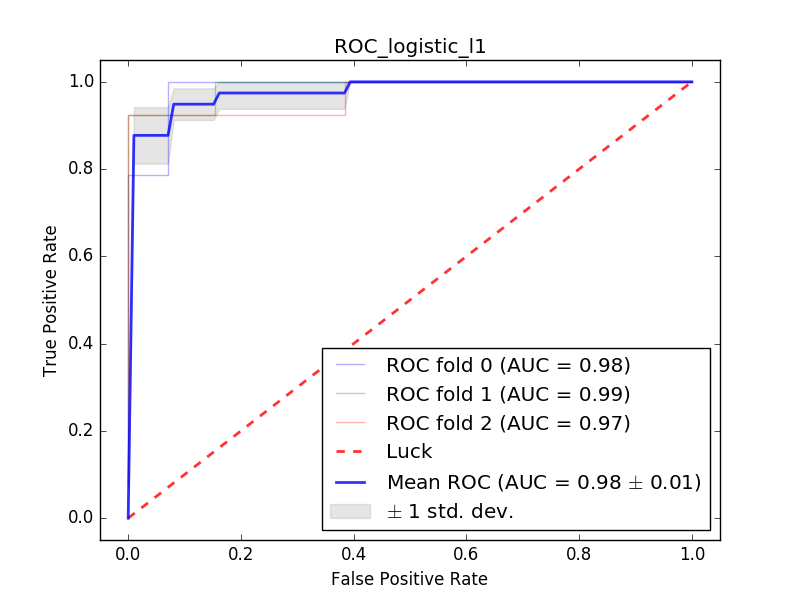 ROC_logistic_l1
1.0
0.8
0.6
0.4
0.2
0.0
True Positive Rate
ROC fold 0 (AUC = 0.98)
ROC fold 1 (AUC = 0.99)
ROC fold 2 (AUC = 0.97)
Luck
Mean ROC (AUC = 0.98 ± 0.01)
± 1 std. dev.
0.0 0.2 0.4 0.6 0.8 1.0
False Positive Rate